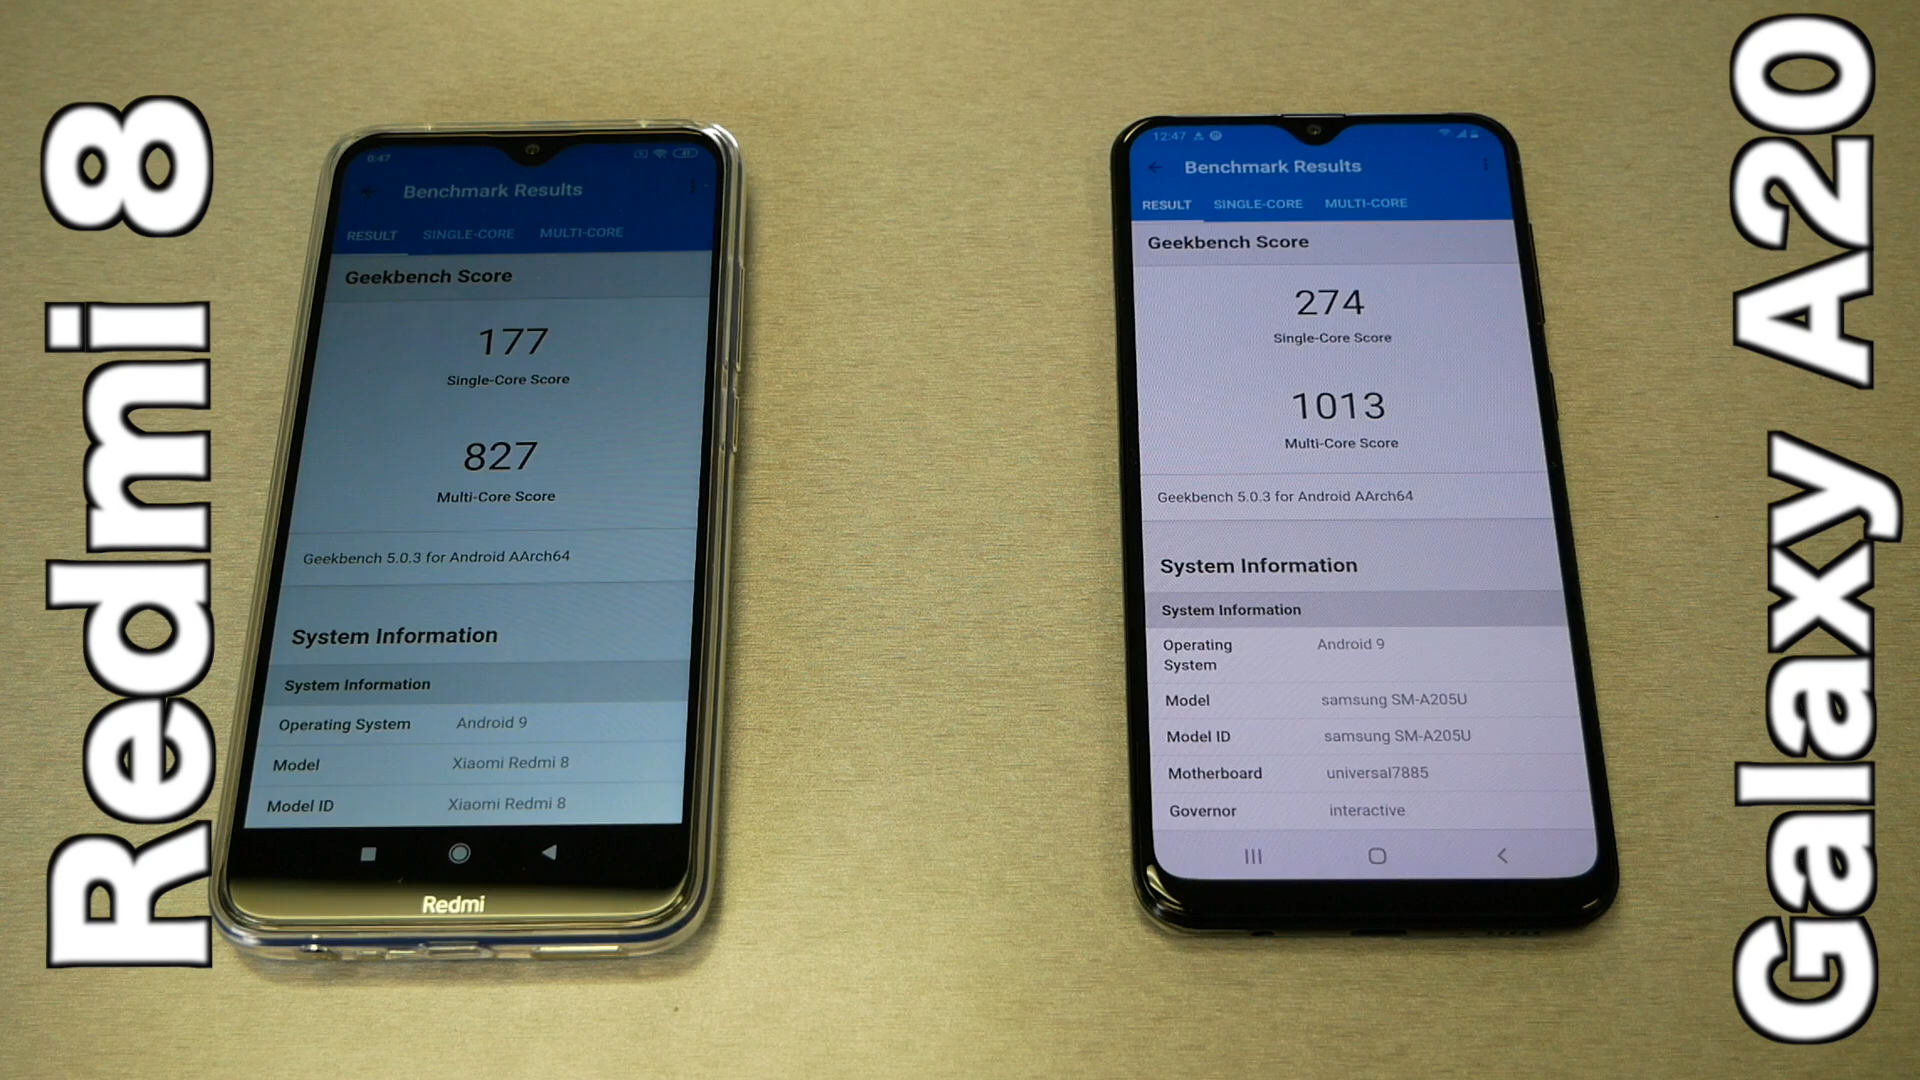 Redmi 8
6:47
Benchmark Results
RESULT SINGLE-CORE MULTI-CORE
Geekbench Score
177
Single-Core Score
827
Multi-Core Score
Geekbench 5.0.3 for Android AArch64
System Information
System Information
Operating System Android 9
Model Xiaomi Redmi 8
Model ID Xiaomi Redmi 8
Redmi
12:47
Benchmark Results
RESULT SINGLE-CORE MULTI-CORE
Geekbench Score
274
Single-Core Score
1013
Multi-Core Score
Geekbench 5.0.3 for Android AArch64
System Information
System Information
Operating Android 9
System
Model samsung SM-A205U
Model ID samsung SM-A205U
Motherboard universal7885
Governor interactive
Galaxy A20